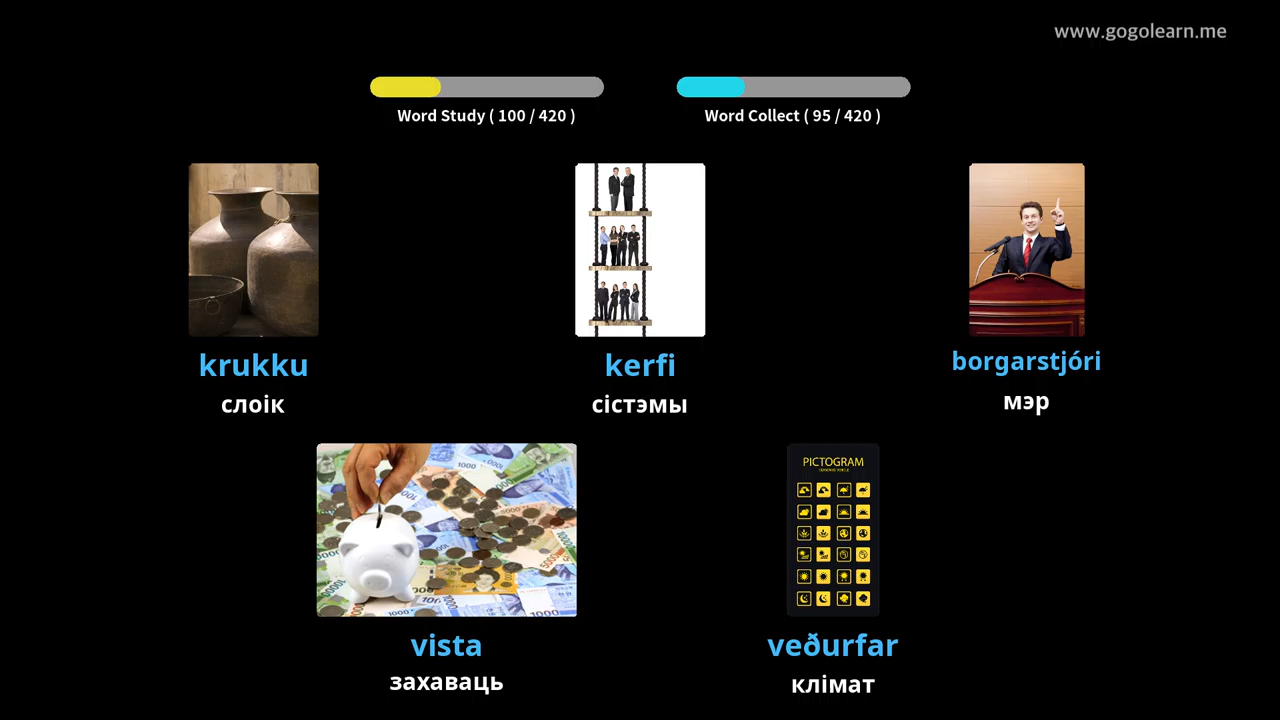 www.gogolearn.me
Word Study ( 100 / 420 )
Word Collect ( 95 / 420 )
krukku
слоік
kerfi
сістэмы
borgarstjóri
мэр
PICTOGRAM
vista
захаваць
veðurfar
клімат